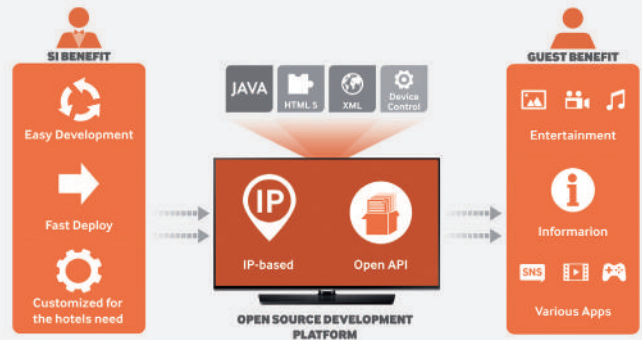 SI BENEFIT
Easy Development
Fast Deploy
Customized for
the hotels need
JAVA
HTML 5
XML
Device
Control
IP
IP-based
Open API
OPEN SOURCE DEVELOPMENT
PLATFORM
GUEST BENEFIT
Entertainment
i
Informarion
SNS
Various Apps